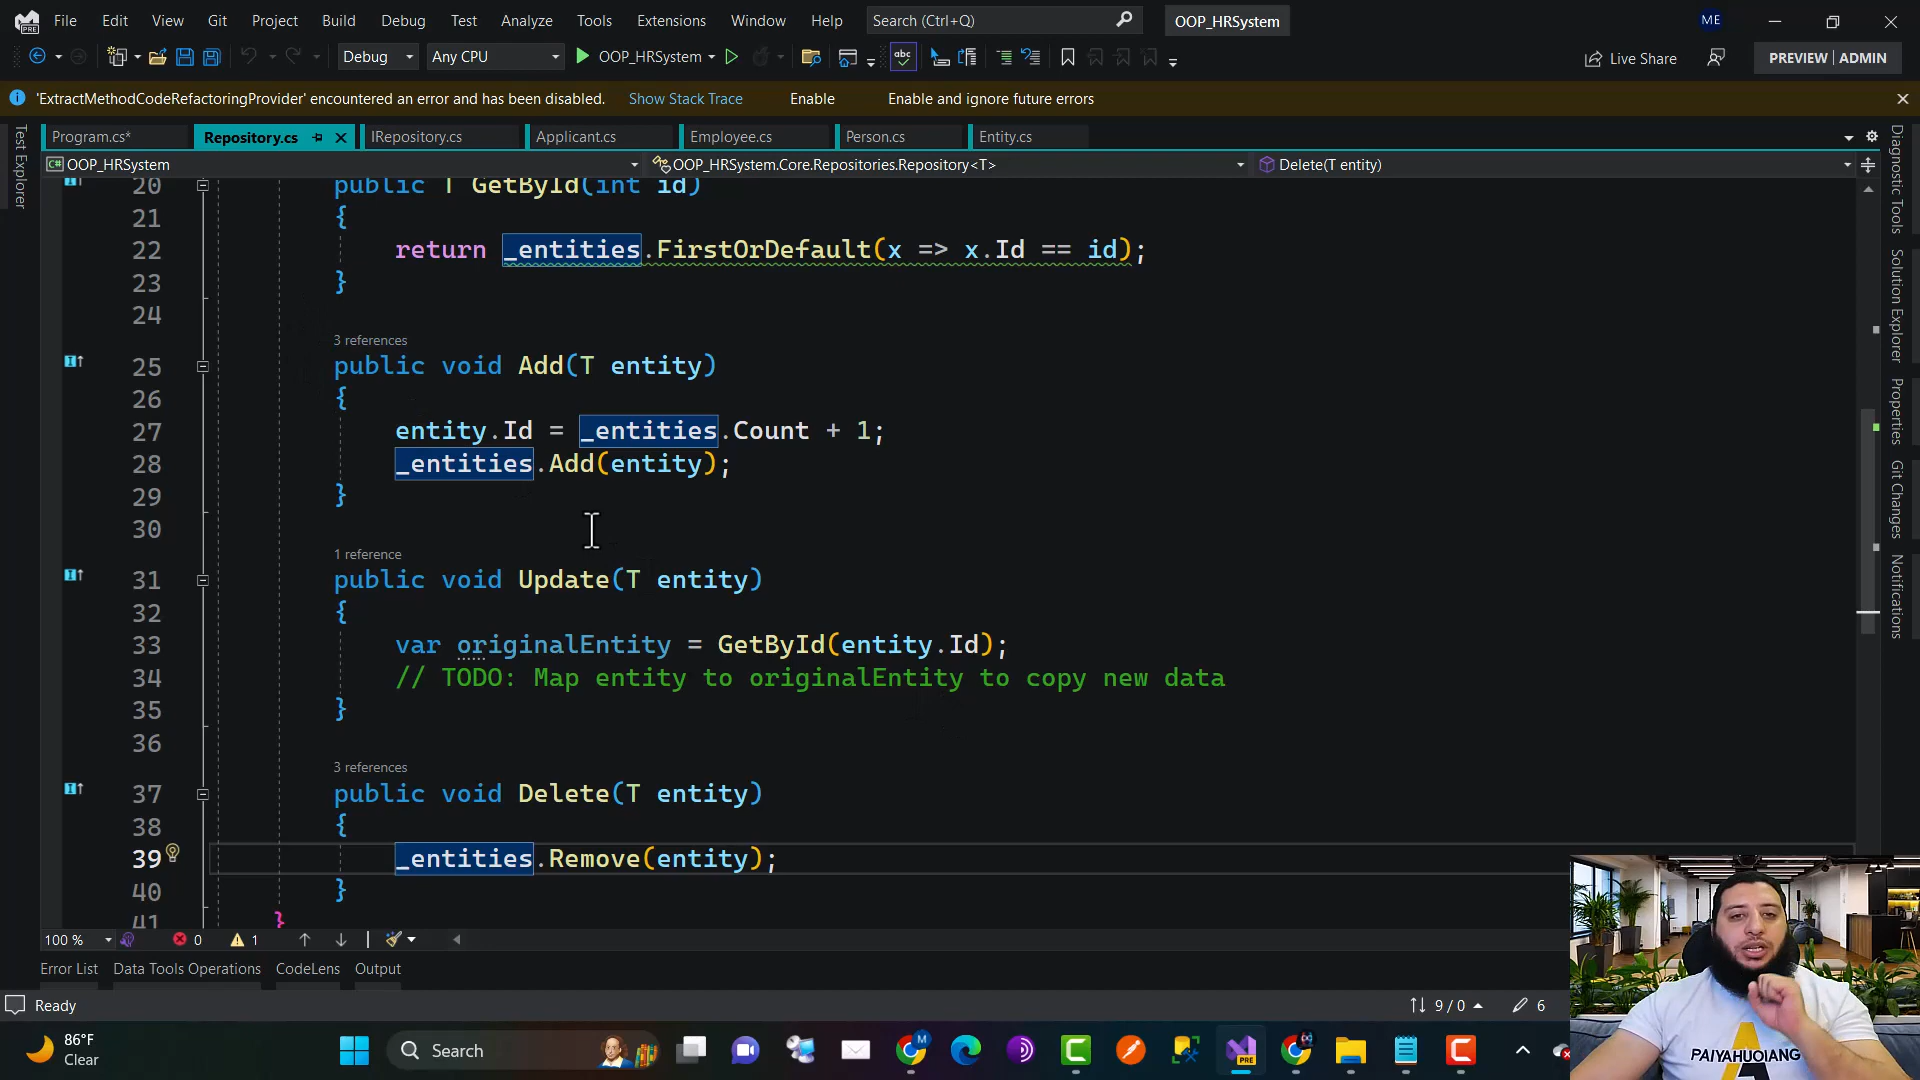 File Edit View Git Project Build Debug Test Analyze Tools Extensions Window Help Search (Ctrl+Q) OOP_HRSystem ME
Debug Any CPU OOP_HRSystem Live Share PREVIEW | ADMIN
'ExtractMethodCodeRefactoringProvider' encountered an error and has been disabled. Show Stack Trace Enable Enable and ignore future errors
Program.cs* Repository.cs IRepository.cs Applicant.cs Employee.cs Person.cs Entity.cs
C# OOP_HRSystem OOP_HRSystem.Core.Repositories.Repository<T> Delete(T entity)
Test Explorer
Diagnostic Tools
Solution Explorer
Properties
Git Changes
Notifications
20 public T GetById(int id)
21 {
22 return _entities.FirstOrDefault(x => x.Id == id);
23 }
24
3 references
25 public void Add(T entity)
26 {
27 entity.Id = _entities.Count + 1;
28 _entities.Add(entity);
29 }
30
1 reference
31 public void Update(T entity)
32 {
33 var originalEntity = GetById(entity.Id);
34 // TODO: Map entity to originalEntity to copy new data
35 }
36
3 references
37 public void Delete(T entity)
38 {
39 _entities.Remove(entity);
40 }
41 }
100 % 0 1
Error List Data Tools Operations CodeLens Output
Ready 9 / 0 6
86°F
Clear
Search
PAIYAHUOIANG